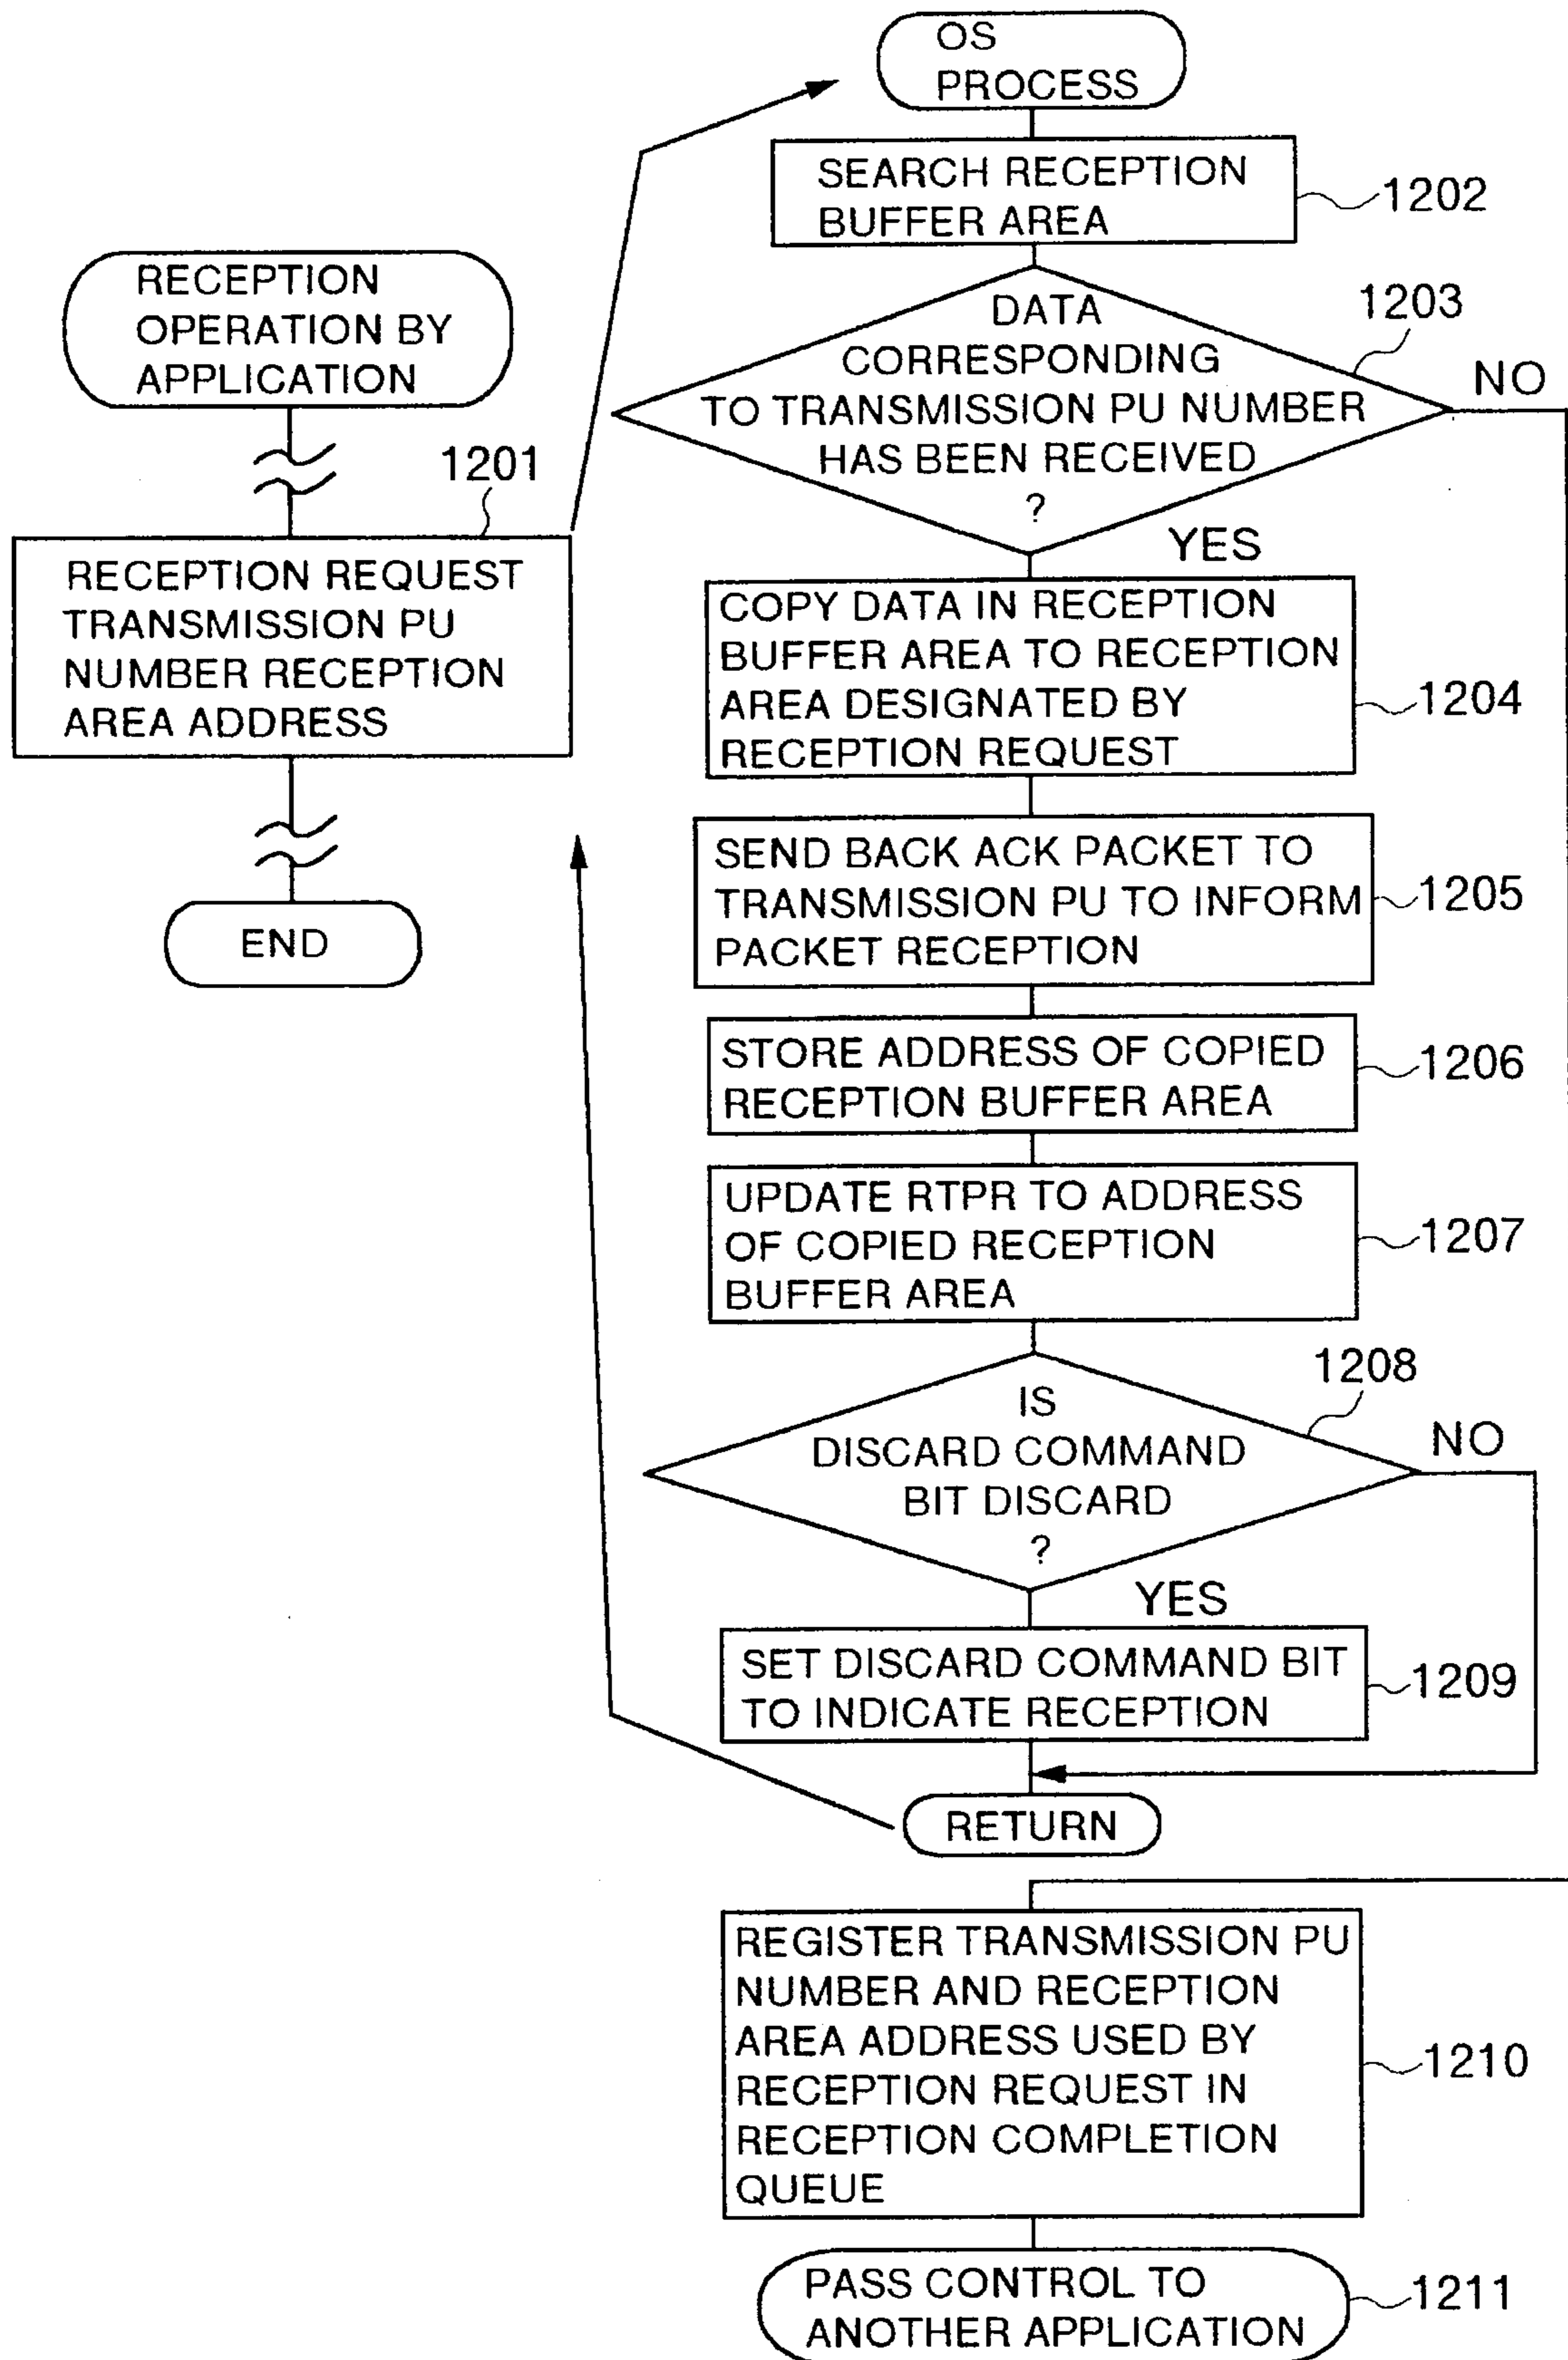 OS
PROCESS
SEARCH RECEPTION
BUFFER AREA
1202
RECEPTION
OPERATION BY
APPLICATION
DATA
CORRESPONDING
TO TRANSMISSION PU NUMBER
HAS BEEN RECEIVED
?
1203
NO
YES
1201
RECEPTION REQUEST
TRANSMISSION PU
NUMBER RECEPTION
AREA ADDRESS
END
COPY DATA IN RECEPTION
BUFFER AREA TO RECEPTION
AREA DESIGNATED BY
RECEPTION REQUEST
1204
SEND BACK ACK PACKET TO
TRANSMISSION PU TO INFORM
PACKET RECEPTION
1205
STORE ADDRESS OF COPIED
RECEPTION BUFFER AREA
1206
UPDATE RTPR TO ADDRESS
OF COPIED RECEPTION
BUFFER AREA
1207
IS
DISCARD COMMAND
BIT DISCARD
?
1208
NO
YES
SET DISCARD COMMAND BIT
TO INDICATE RECEPTION
1209
RETURN
REGISTER TRANSMISSION PU
NUMBER AND RECEPTION
AREA ADDRESS USED BY
RECEPTION REQUEST IN
RECEPTION COMPLETION
QUEUE
1210
PASS CONTROL TO
ANOTHER APPLICATION
1211